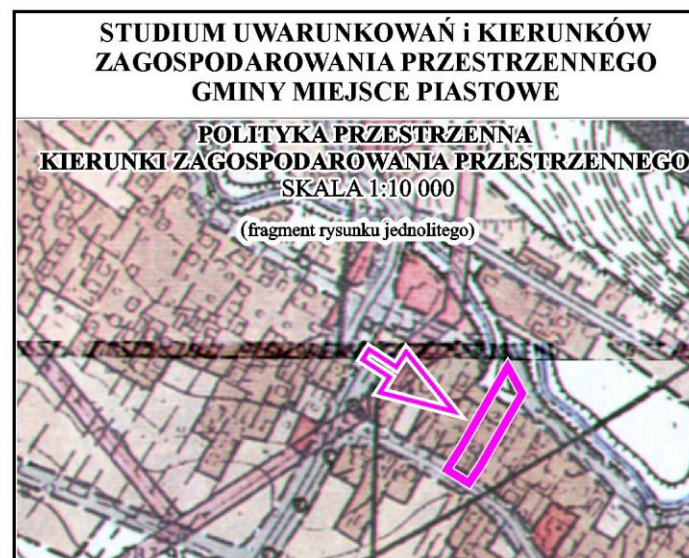 STUDIUM UWARUNKOWAŃ i KIERUNKÓW
ZAGOSPODAROWANIA PRZESTRZENNEGO
GMINY MIEJSCE PIASTOWE
POLITYKA PRZESTRZENNA
KIERUNKI ZAGOSPODAROWANIA PRZESTRZENNEGO
SKALA 1:10 000
(fragment rysunku jednolitego)